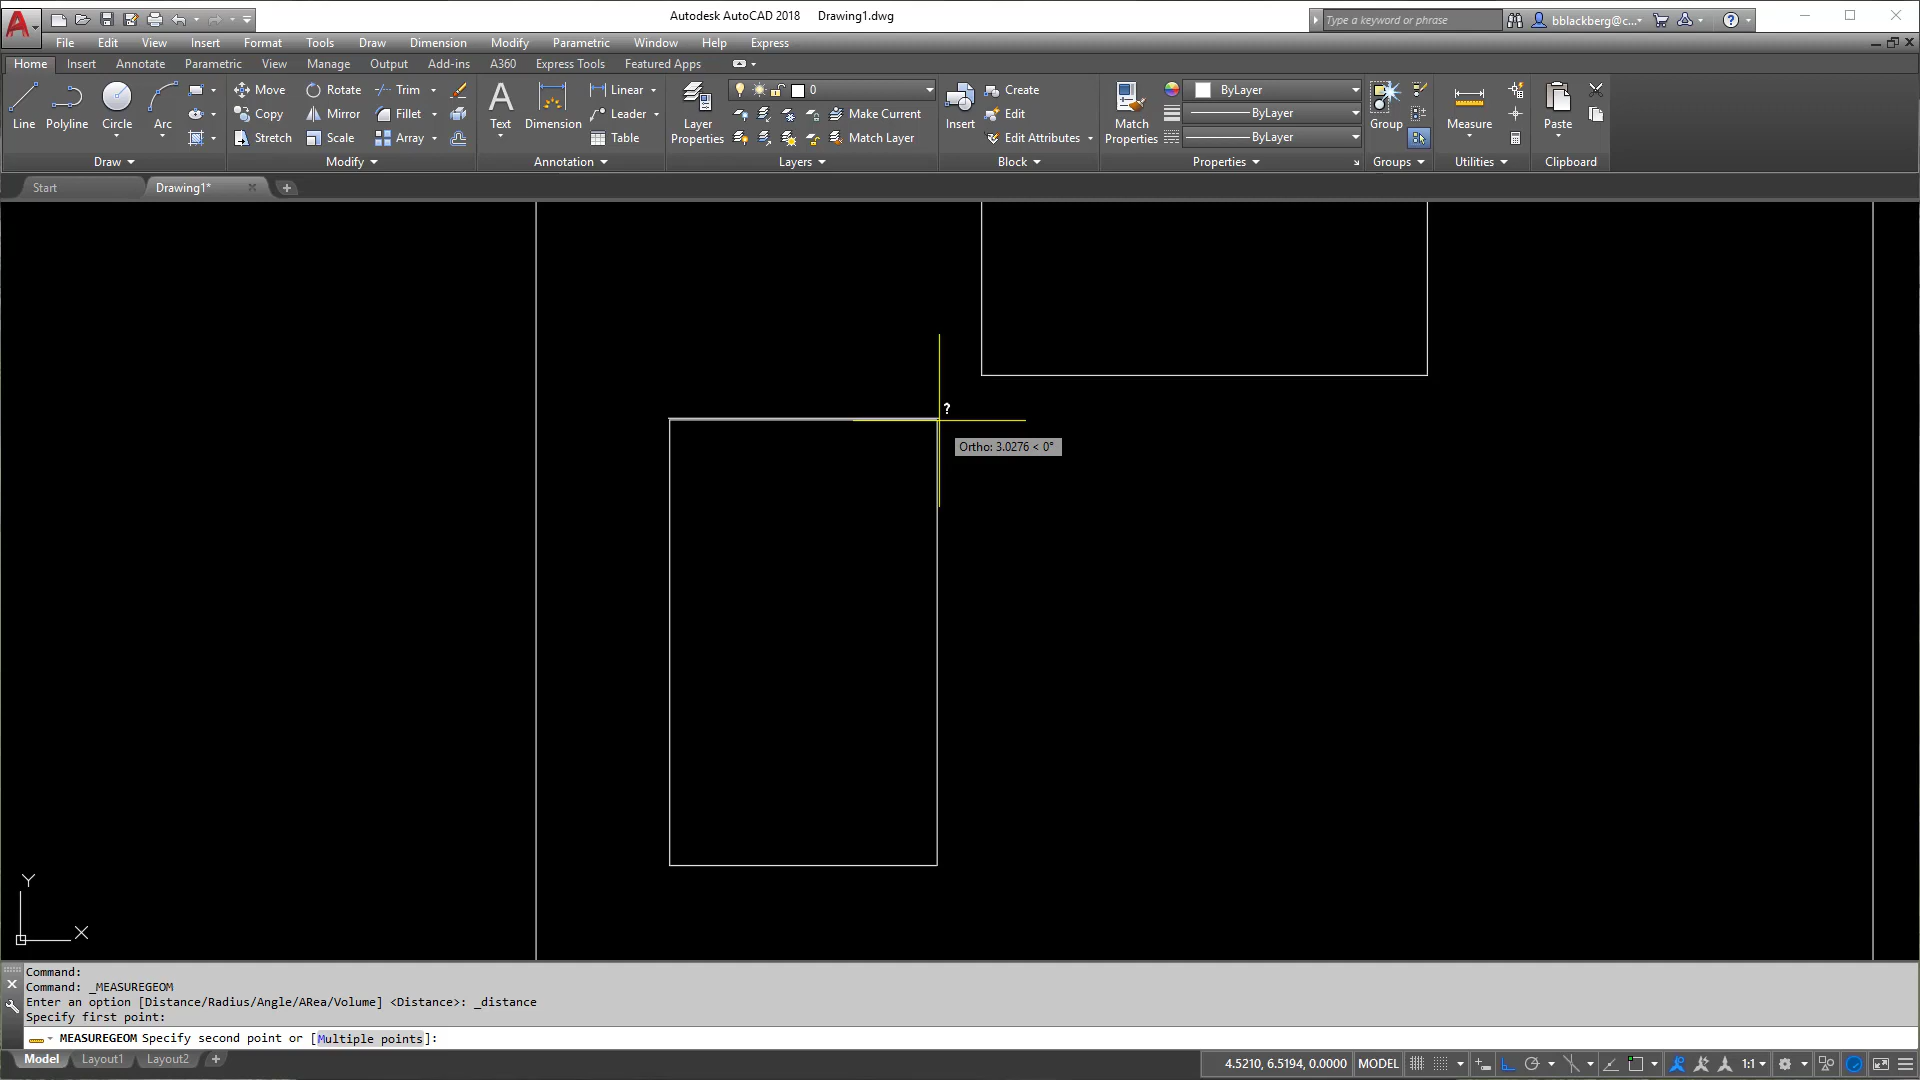 Autodesk AutoCAD 2018 Drawing1.dwg
Type a keyword or phrase
bblackberg@c...
File Edit View Insert Format Tools Draw Dimension Modify Parametric Window Help Express
Home Insert Annotate Parametric View Manage Output Add-ins A360 Express Tools Featured Apps
Line Polyline Circle Arc
Draw
Move Rotate Trim
Copy Mirror Fillet
Stretch Scale Array
Modify
Text Dimension
Linear
Leader
Table
Annotation
Layer
Properties
0
Make Current
Match Layer
Layers
Insert
Create
Edit
Edit Attributes
Block
Match
Properties
ByLayer
ByLayer
ByLayer
Properties
Group
Groups
Measure
Utilities
Paste
Clipboard
Start Drawing1*
?
Ortho: 3.0276 < 0°
Y
X
Command:
Command: _MEASUREGEOM
Enter an option [Distance/Radius/Angle/ARea/Volume] <Distance>: _distance
Specify first point:
MEASUREGEOM Specify second point or [Multiple points]:
Model Layout1 Layout2
4.5210, 6.5194, 0.0000 MODEL 1:1